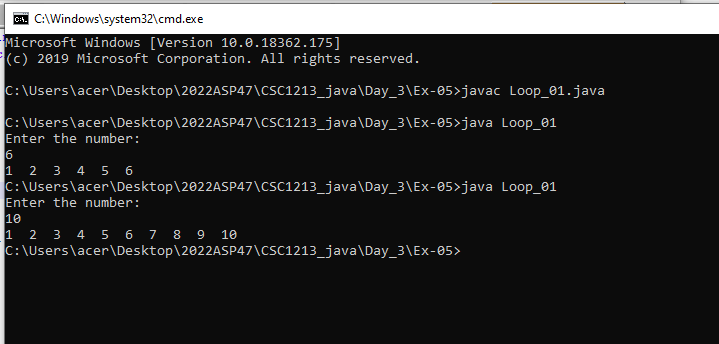 C:\Windows\system32\cmd.exe
Microsoft Windows [Version 10.0.18362.175]
(c) 2019 Microsoft Corporation. All rights reserved.
C:\Users\acer\Desktop\2022ASP47\CSC1213_java\Day_3\Ex-05>javac Loop_01.java
C:\Users\acer\Desktop\2022ASP47\CSC1213_java\Day_3\Ex-05>java Loop_01
Enter the number:
6
1  2  3  4  5  6
C:\Users\acer\Desktop\2022ASP47\CSC1213_java\Day_3\Ex-05>java Loop_01
Enter the number:
10
1  2  3  4  5  6  7  8  9  10
C:\Users\acer\Desktop\2022ASP47\CSC1213_java\Day_3\Ex-05>